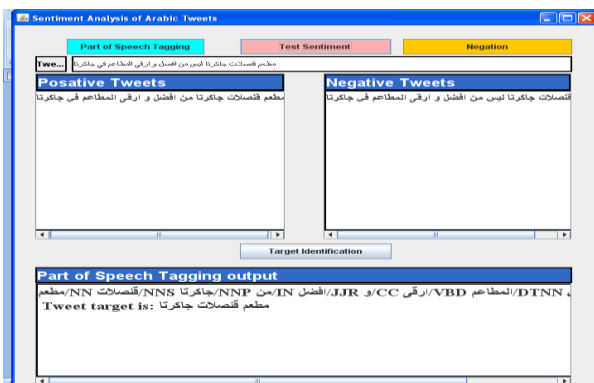 Sentiment Analysis of Arabic Tweets
Part of Speech Tagging
Test Sentiment
Negation
Twe...
مطعم قنصلات جاكرتا ليس من افضل و ارقى المطاعم في جاكرتا
Posative Tweets
Negative Tweets
مطعم قنصلات جاكرتا من افضل و ارقى المطاعم في جاكرتا
قنصلات جاكرتا ليس من افضل و ارقى المطاعم في جاكرتا
Target Identification
Part of Speech Tagging output
مطعم/NN قنصلات/NNS جاكرتا/NNP من/IN افضل/JJR و/CC ارقى/VBD المطاعم/DTNN
Tweet target is: مطعم قنصلات جاكرتا